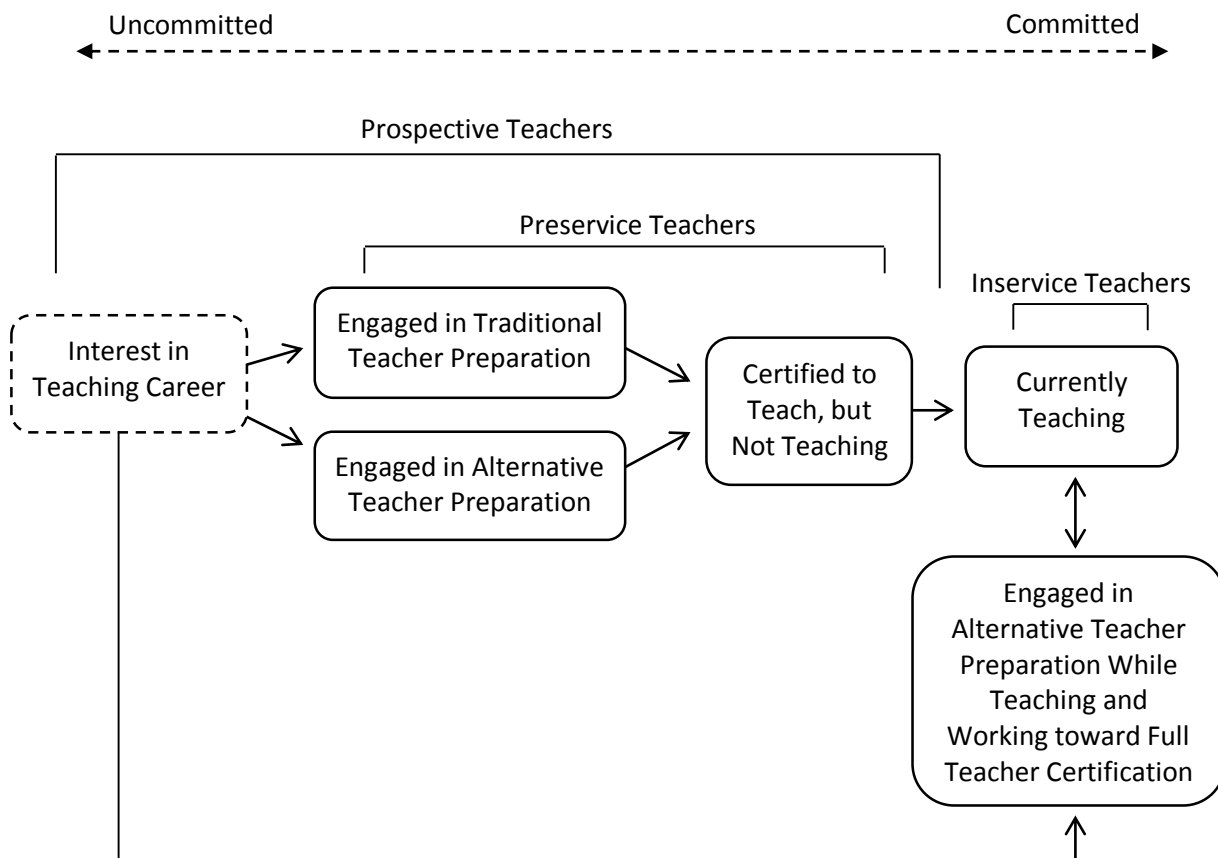 Uncommitted
Committed
Prospective Teachers
Preservice Teachers
Inservice Teachers
Interest in
Teaching Career
Engaged in Traditional
Teacher Preparation
Engaged in Alternative
Teacher Preparation
Certified to
Teach, but
Not Teaching
Currently
Teaching
Engaged in
Alternative Teacher
Preparation While
Teaching and
Working toward Full
Teacher Certification